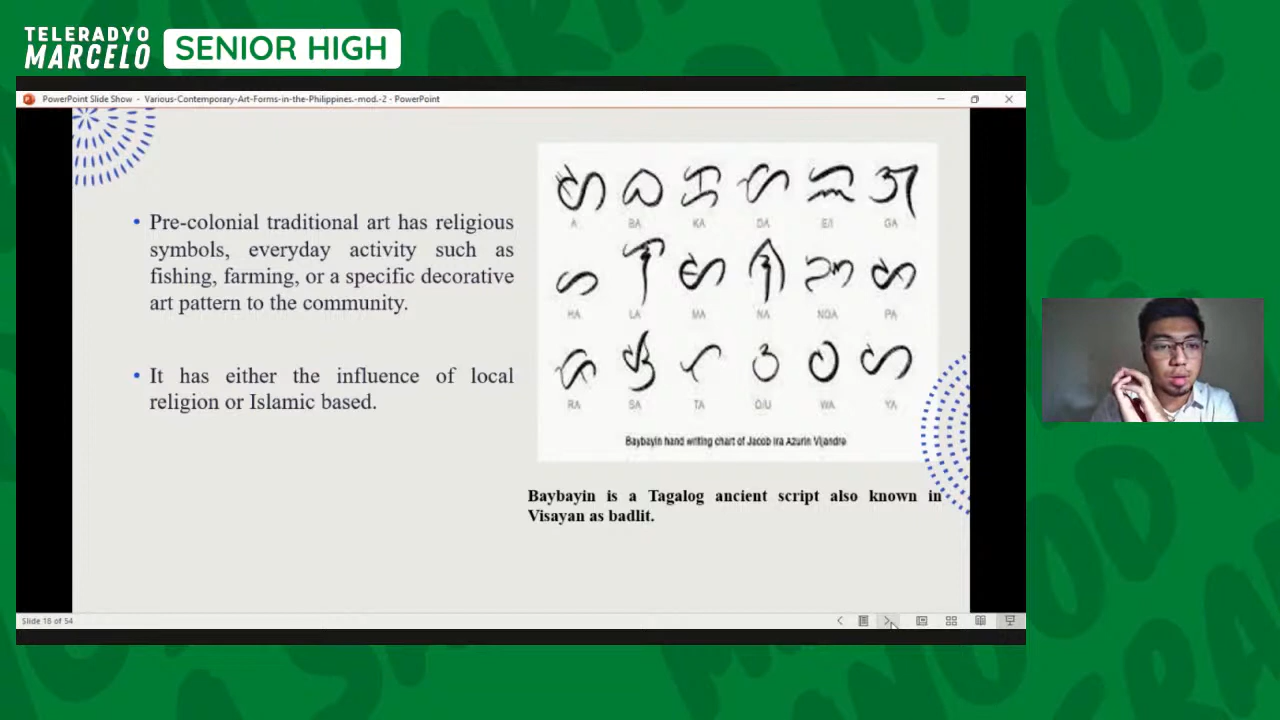 TELERADYO
MARCELO
SENIOR HIGH
PowerPoint Slide Show - Various-Contemporary-Art-Forms-in-the-Philippines.-mod.-2 - PowerPoint
• Pre-colonial traditional art has religious
symbols, everyday activity such as
fishing, farming, or a specific decorative
art pattern to the community.
• It has either the influence of local
religion or Islamic based.
ᜀ ᜊ ᜃ ᜇ ᜁ ᜄ
A BA KA DA E/I GA
ᜑ ᜎ ᜋ ᜈ ᜅ ᜉ
HA LA MA NA NGA PA
RA SA TA O/U WA YA
Baybayin hand writing chart of Jacob Ira Azurin Vijandre
Baybayin is a Tagalog ancient script also known in
Visayan as badlit.
Slide 18 of 54